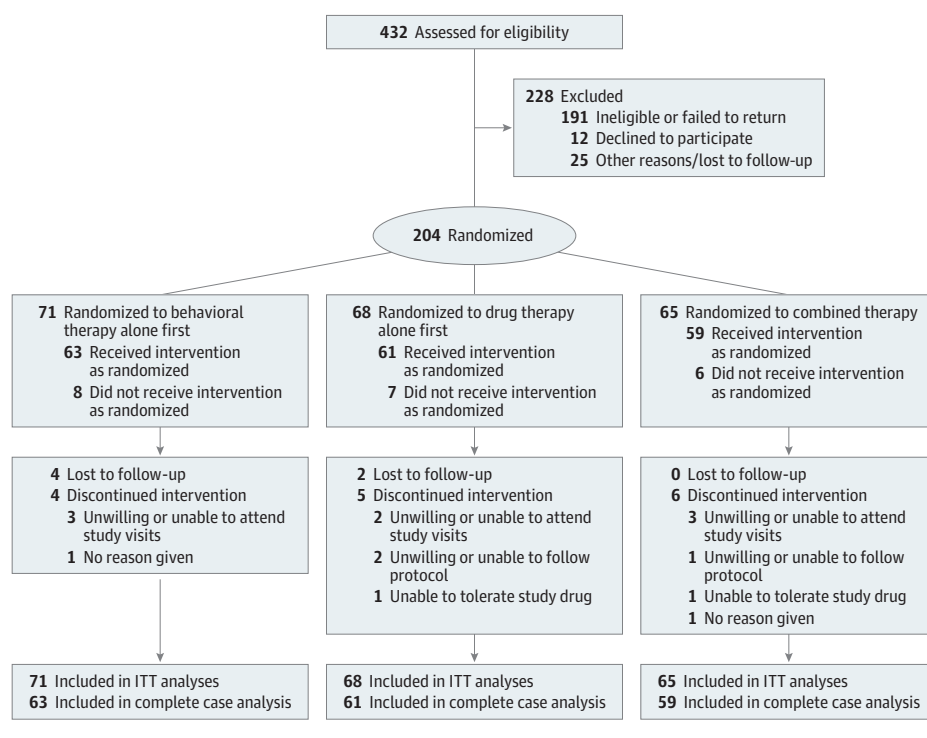 432 Assessed for eligibility
228 Excluded
191 Ineligible or failed to return
12 Declined to participate
25 Other reasons/lost to follow-up
204 Randomized
71 Randomized to behavioral
therapy alone first
63 Received intervention
as randomized
8 Did not receive intervention
as randomized
68 Randomized to drug therapy
alone first
61 Received intervention
as randomized
7 Did not receive intervention
as randomized
65 Randomized to combined therapy
59 Received intervention
as randomized
6 Did not receive intervention
as randomized
4 Lost to follow-up
4 Discontinued intervention
3 Unwilling or unable to attend
study visits
1 No reason given
2 Lost to follow-up
5 Discontinued intervention
2 Unwilling or unable to attend
study visits
2 Unwilling or unable to follow
protocol
1 Unable to tolerate study drug
0 Lost to follow-up
6 Discontinued intervention
3 Unwilling or unable to attend
study visits
1 Unwilling or unable to follow
protocol
1 Unable to tolerate study drug
1 No reason given
71 Included in ITT analyses
63 Included in complete case analysis
68 Included in ITT analyses
61 Included in complete case analysis
65 Included in ITT analyses
59 Included in complete case analysis